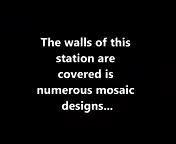 The walls of this
station are
covered is
numerous mosaic
designs...